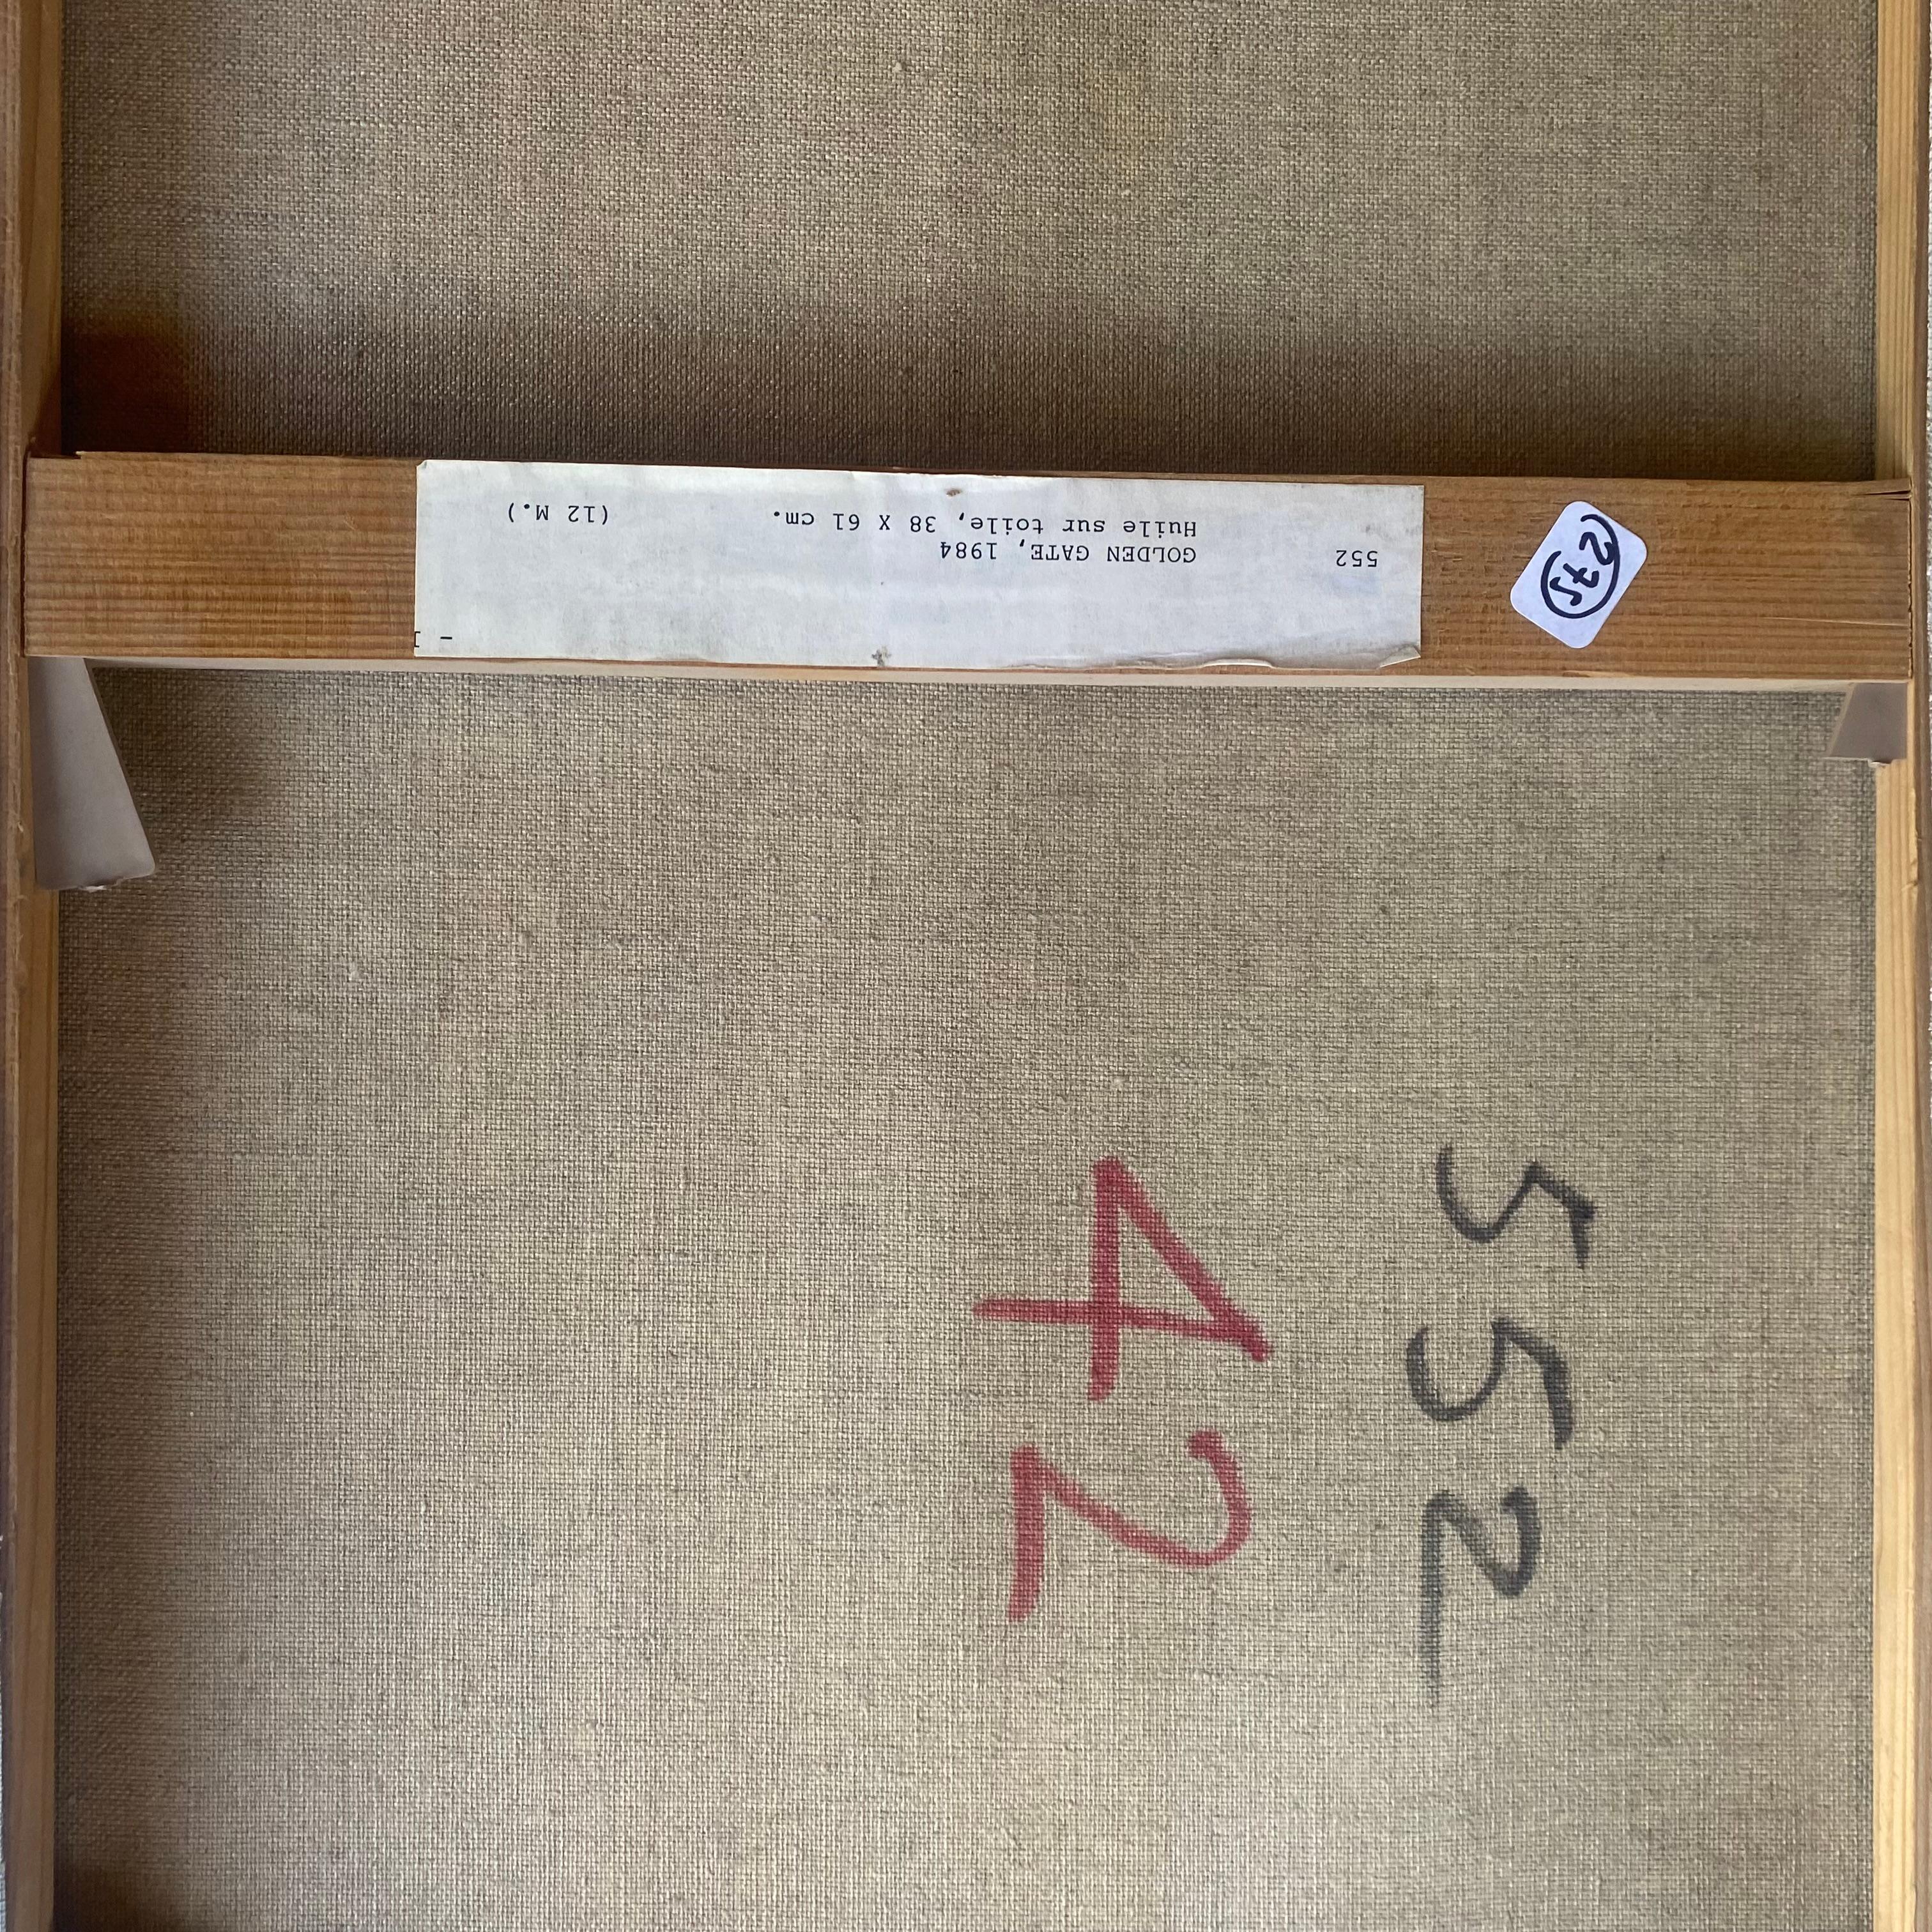 552 GOLDEN GATE, 1984
Huile sur toile, 38 X 61 cm. (12 M.)
275
552
42